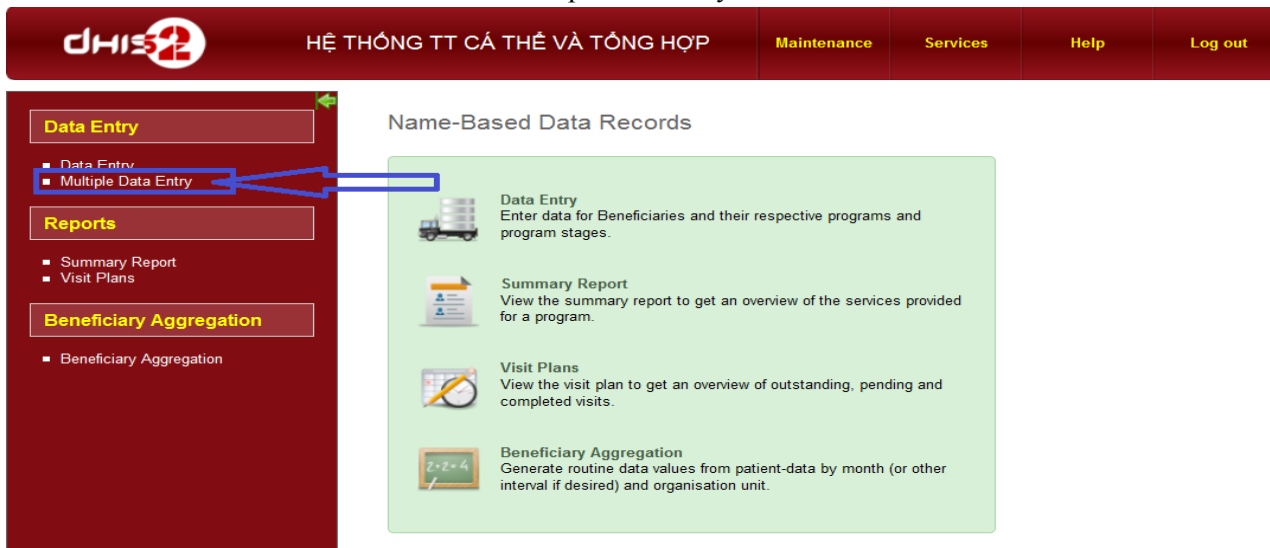 dhis2
HỆ THỐNG TT CÁ THỂ VÀ TỔNG HỢP
Maintenance
Services
Help
Log out
Data Entry
Data Entry
Multiple Data Entry
Reports
Summary Report
Visit Plans
Beneficiary Aggregation
Beneficiary Aggregation
Name-Based Data Records
Data Entry
Enter data for Beneficiaries and their respective programs and
program stages.
Summary Report
View the summary report to get an overview of the services provided
for a program.
Visit Plans
View the visit plan to get an overview of outstanding, pending and
completed visits.
2+2=4
Beneficiary Aggregation
Generate routine data values from patient-data by month (or other
interval if desired) and organisation unit.